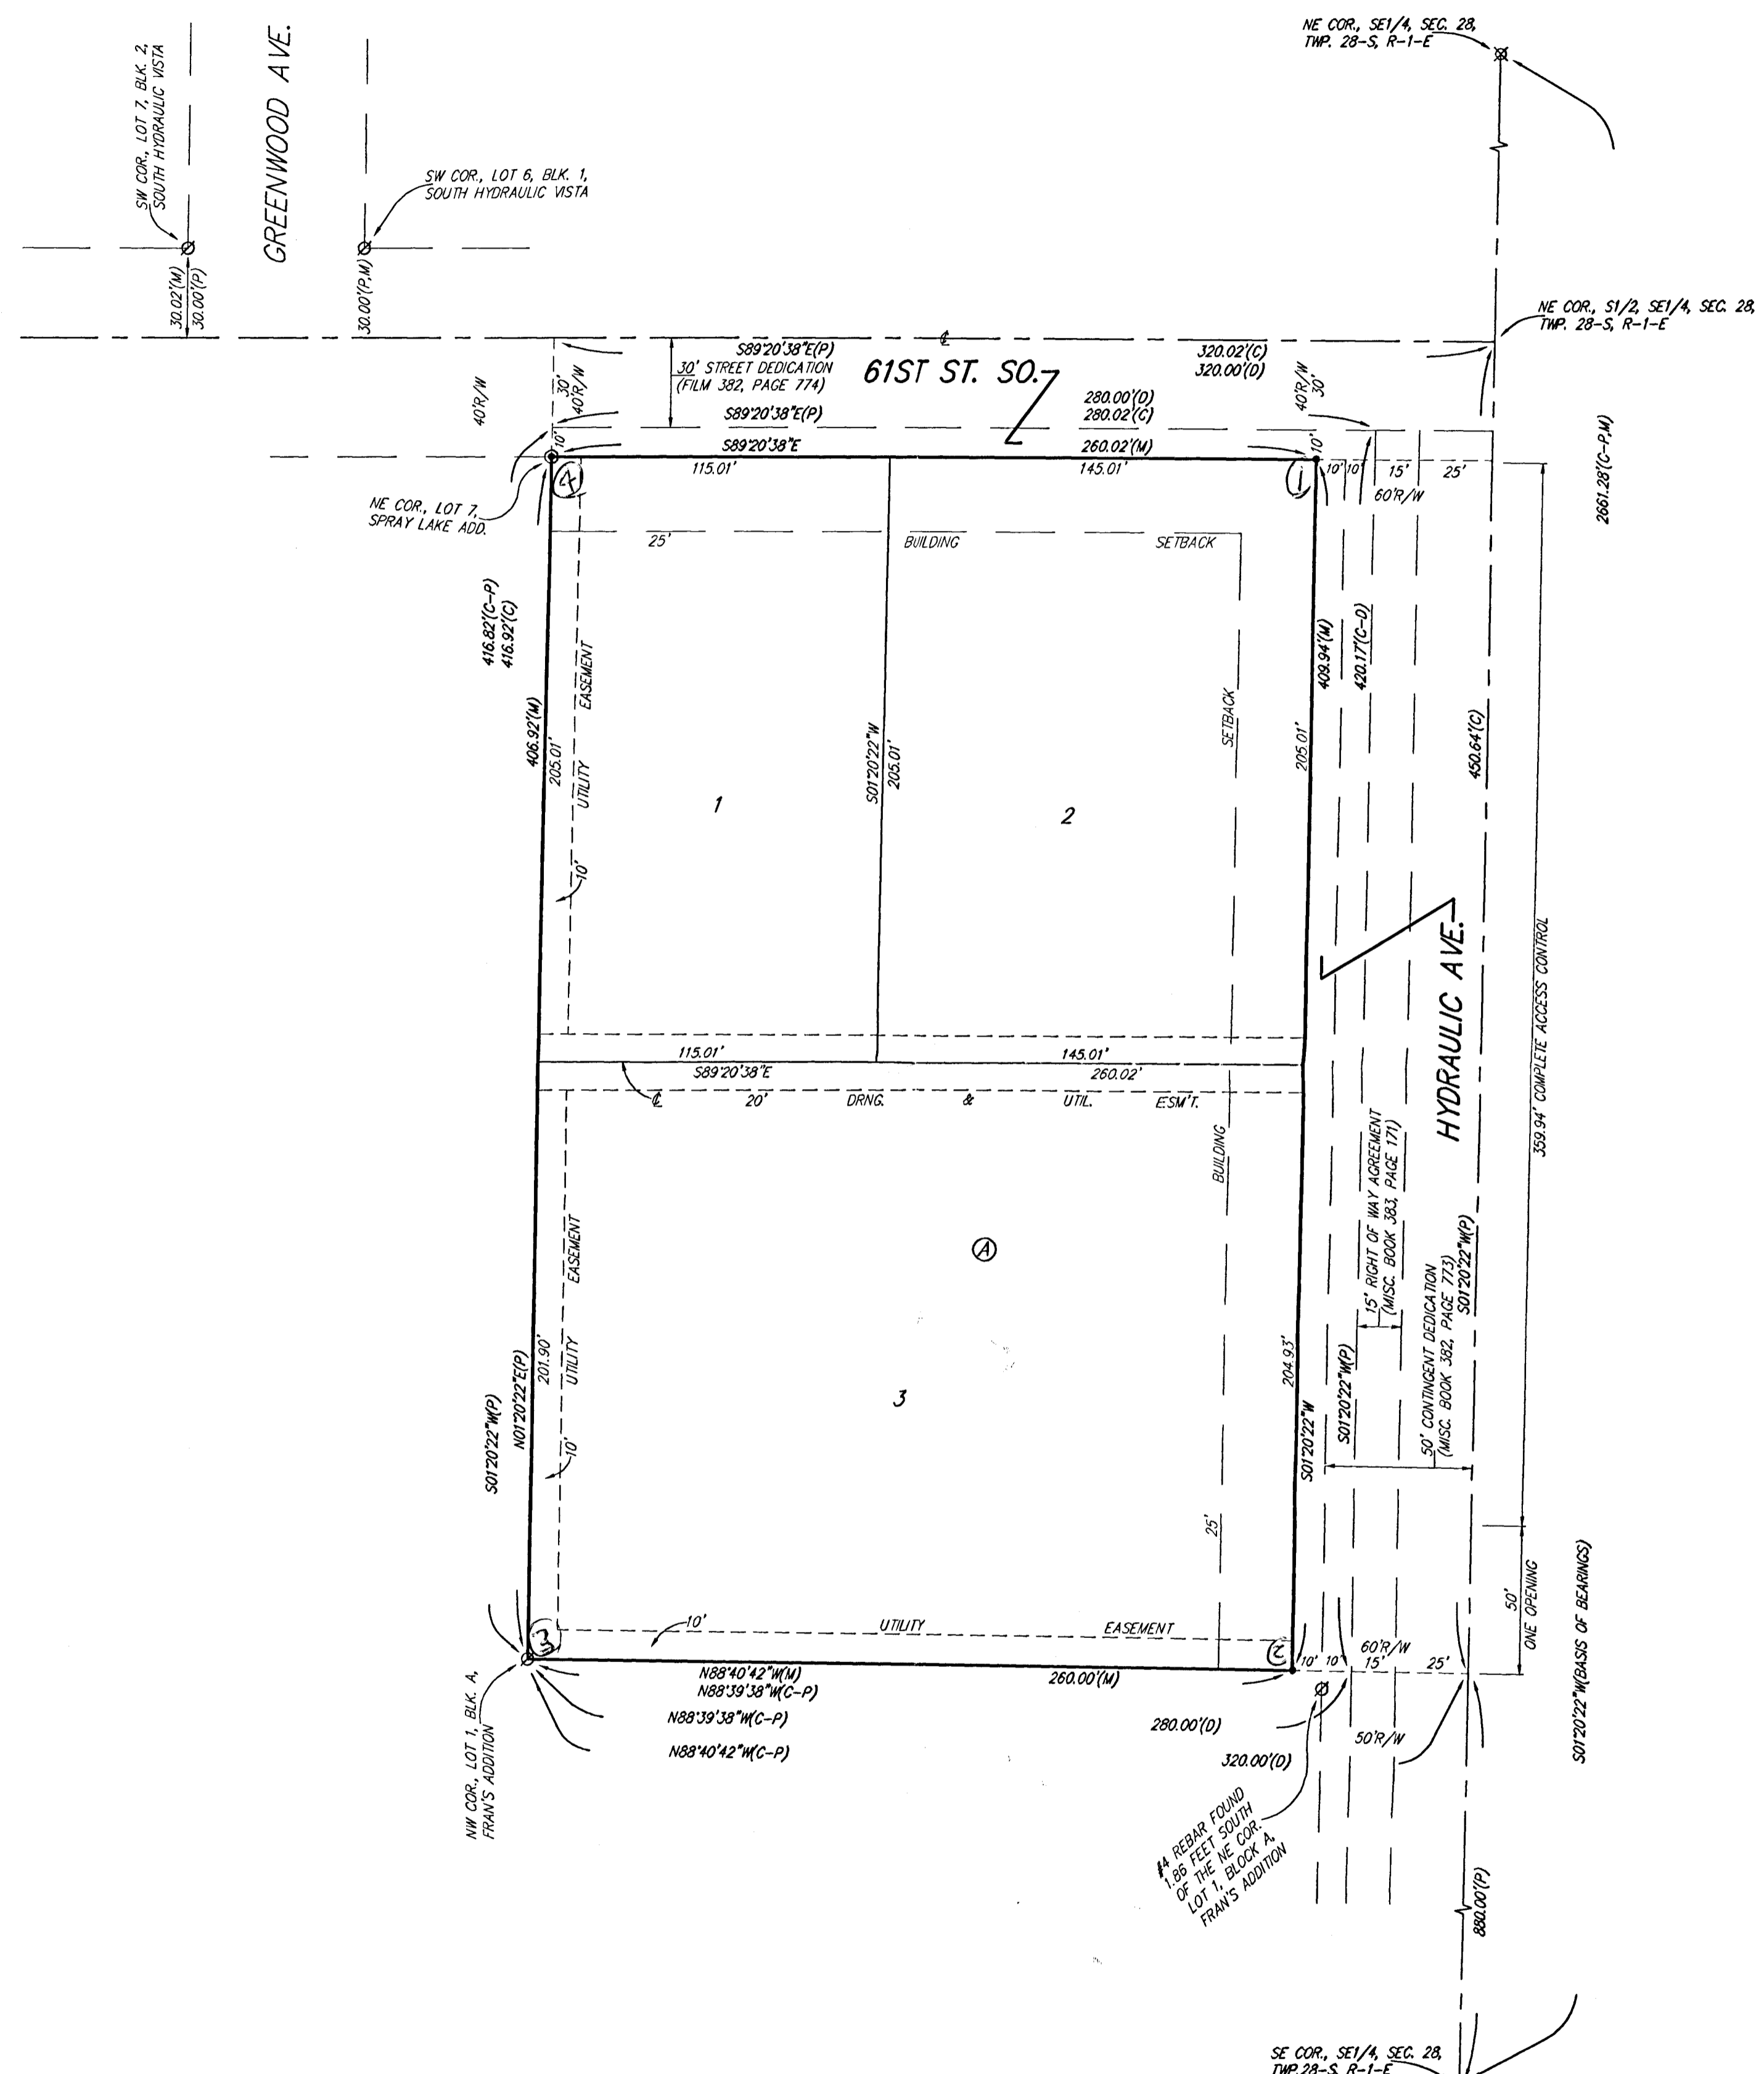 NE COR., SE1/4, SEC. 28,
TWP. 28-S, R-1-E
SW COR., LOT 7, BLK. 2,
SOUTH HYDRAULIC VISTA
GREENWOOD AVE.
SW COR., LOT 6, BLK. 1,
SOUTH HYDRAULIC VISTA
30.02'(M)
30.00'(P)
30.00'(P,M)
NE COR., S1/2, SE1/4, SEC. 28,
TWP. 28-S, R-1-E
℄
S89°20'38"E(P)
320.02'(C)
320.00'(D)
30' STREET DEDICATION
(FILM 382, PAGE 774)
61ST ST. SO.
40'R/W
30'
40'R/W
40'R/W
30'
280.00'(D)
280.02'(C)
S89°20'38"E(P)
10'
S89°20'38"E
260.02'(M)
10'
115.01'
145.01'
10'
10'
15'
25'
60'R/W
4
1
2661.28'(C-P,M)
NE COR., LOT 7,
SPRAY LAKE ADD.
25'
BUILDING
SETBACK
416.82'(C-P)
416.92'(C)
406.92'(M)
205.01'
UTILITY EASEMENT
10'
S01°20'22"W
205.01'
SETBACK
205.01'
409.94'(M)
420.17'(C-D)
450.64'(C)
1
2
HYDRAULIC AVE.
359.94' COMPLETE ACCESS CONTROL
115.01'
145.01'
S89°20'38"E
260.02'
℄
20'
DRNG.
&
UTIL.
ESM'T.
BUILDING
15' RIGHT OF WAY AGREEMENT
(MISC. BOOK 383, PAGE 171)
50' CONTINGENT DEDICATION
(MISC. BOOK 382, PAGE 773)
S01°20'22"W(P)
A
3
S01°20'22"W(P)
N01°20'22"E(P)
201.90'
UTILITY EASEMENT
10'
204.93'
S01°20'22"W
S01°20'22"W(P)
25'
50'
ONE OPENING
S01°20'22"W(BASIS OF BEARINGS)
10'
UTILITY
EASEMENT
3
2
N88°40'42"W(M)
260.00'(M)
N88°39'38"W(C-P)
N88°39'38"W(C-P)
N88°40'42"W(C-P)
10'
10'
60'R/W
15'
25'
280.00'(D)
50'R/W
320.00'(D)
NW COR., LOT 1, BLK. A,
FRAN'S ADDITION
#4 REBAR FOUND
1.86 FEET SOUTH
OF THE NE COR.
LOT 1, BLOCK A,
FRAN'S ADDITION
880.00'(P)
SE COR., SE1/4, SEC. 28,
TWP.28-S, R-1-E